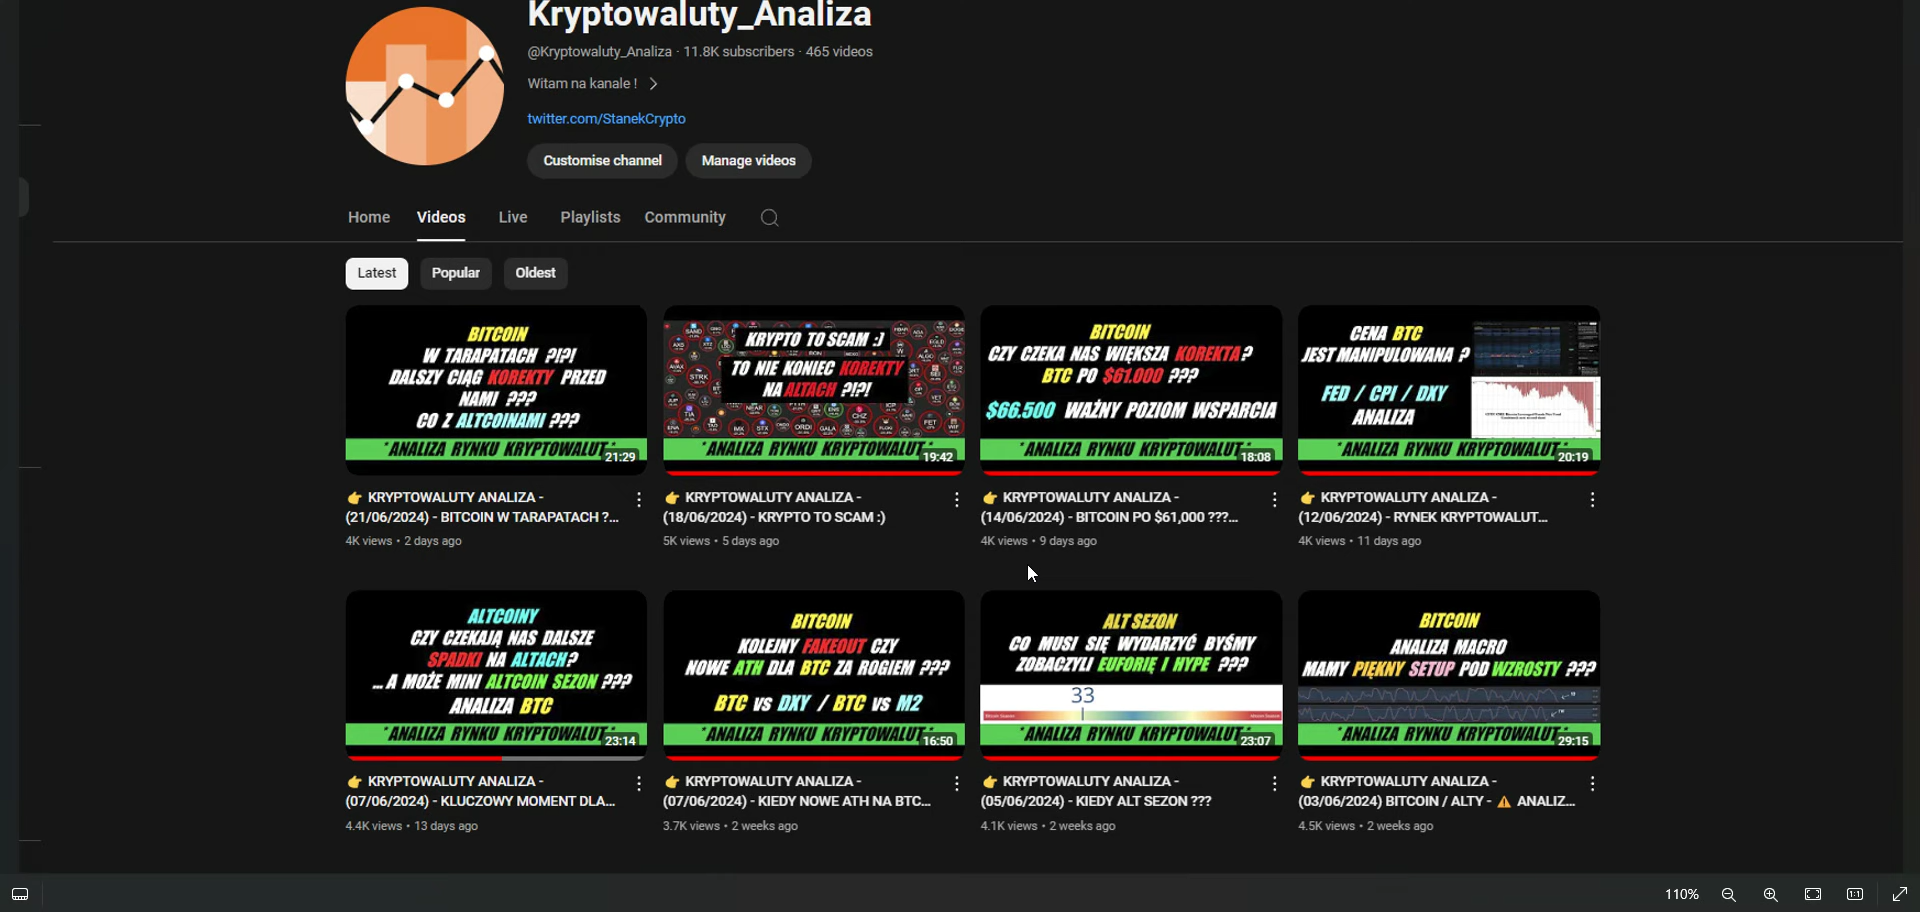 Kryptowaluty_Analiza
@Kryptowaluty_Analiza · 11.8K subscribers · 465 videos
Witam na kanale !
twitter.com/StanekCrypto
Customise channel
Manage videos
Home
Videos
Live
Playlists
Community
Latest
Popular
Oldest
BITCOIN
W TARAPATACH ?!?!
DALSZY CIĄG KOREKTY PRZED
NAMI ???
CO Z ALTCOINAMI ???
*ANALIZA RYNKU KRYPTOWALUT*
21:29
KRYPTO TO SCAM :)
TO NIE KONIEC KOREKTY
NA ALTACH ?!?!
*ANALIZA RYNKU KRYPTOWALUT*
19:42
BITCOIN
CZY CZEKA NAS WIĘKSZA KOREKTA?
BTC PO $61.000 ???
$66.500 WAŻNY POZIOM WSPARCIA
*ANALIZA RYNKU KRYPTOWALUT*
18:08
CENA BTC
JEST MANIPULOWANA ?
FED / CPI / DXY
ANALIZA
*ANALIZA RYNKU KRYPTOWALUT*
20:19
👉 KRYPTOWALUTY ANALIZA -
(21/06/2024) - BITCOIN W TARAPATACH ?...
4K views • 2 days ago
👉 KRYPTOWALUTY ANALIZA -
(18/06/2024) - KRYPTO TO SCAM :)
5K views • 5 days ago
👉 KRYPTOWALUTY ANALIZA -
(14/06/2024) - BITCOIN PO $61,000 ???...
4K views • 9 days ago
👉 KRYPTOWALUTY ANALIZA -
(12/06/2024) - RYNEK KRYPTOWALUT...
4K views • 11 days ago
ALTCOINY
CZY CZEKAJĄ NAS DALSZE
SPADKI NA ALTACH?
... A MOŻE MINI ALTCOIN SEZON ???
ANALIZA BTC
*ANALIZA RYNKU KRYPTOWALUT*
23:14
BITCOIN
KOLEJNY FAKEOUT CZY
NOWE ATH DLA BTC ZA ROGIEM ???
BTC vs DXY / BTC vs M2
*ANALIZA RYNKU KRYPTOWALUT*
16:50
ALT SEZON
CO MUSI SIĘ WYDARZYĆ BYŚMY
ZOBACZYLI EUFORIĘ I HYPE ???
33
*ANALIZA RYNKU KRYPTOWALUT*
23:07
BITCOIN
ANALIZA MACRO
MAMY PIĘKNY SETUP POD WZROSTY ???
*ANALIZA RYNKU KRYPTOWALUT*
29:15
👉 KRYPTOWALUTY ANALIZA -
(07/06/2024) - KLUCZOWY MOMENT DLA...
4.4K views • 13 days ago
👉 KRYPTOWALUTY ANALIZA -
(07/06/2024) - KIEDY NOWE ATH NA BTC...
3.7K views • 2 weeks ago
👉 KRYPTOWALUTY ANALIZA -
(05/06/2024) - KIEDY ALT SEZON ???
4.1K views • 2 weeks ago
👉 KRYPTOWALUTY ANALIZA -
(03/06/2024) BITCOIN / ALTY - ⚠️ ANALIZ...
4.5K views • 2 weeks ago
110%
1:1